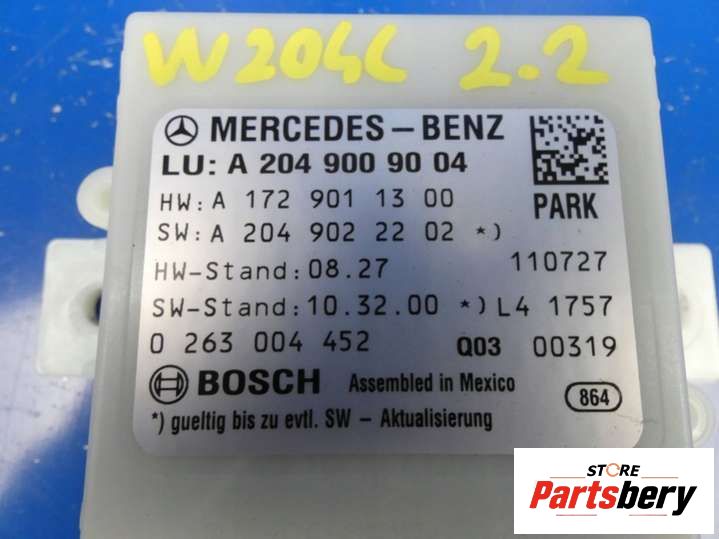 W204C 2.2
MERCEDES-BENZ
LU: A 204 900 90 04
HW: A 172 901 13 00
PARK
SW: A 204 902 22 02 *)
HW-Stand: 08.27 110727
SW-Stand: 10.32.00 *) L4 1757
0 263 004 452 Q03 00319
BOSCH Assembled in Mexico 864
*) gueltig bis zu evtl. SW - Aktualisierung
STORE
Partsbery